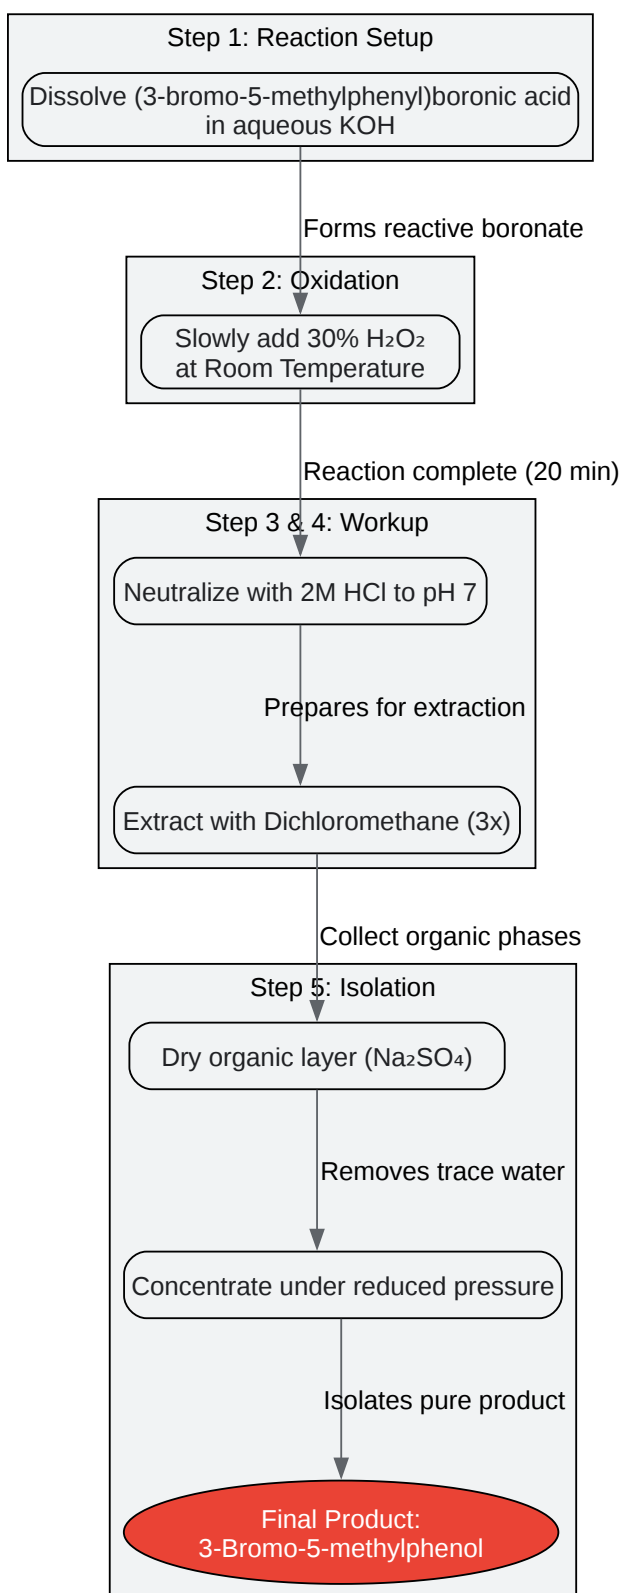 Step 1: Reaction Setup
Dissolve (3-bromo-5-methylphenyl)boronic acid
in aqueous KOH
Forms reactive boronate
Step 2: Oxidation
Slowly add 30% H₂O₂
at Room Temperature
Reaction complete (20 min)
Step 3 & 4: Workup
Neutralize with 2M HCl to pH 7
Prepares for extraction
Extract with Dichloromethane (3x)
Collect organic phases
Step 5: Isolation
Dry organic layer (Na₂SO₄)
Removes trace water
Concentrate under reduced pressure
Isolates pure product
Final Product:
3-Bromo-5-methylphenol